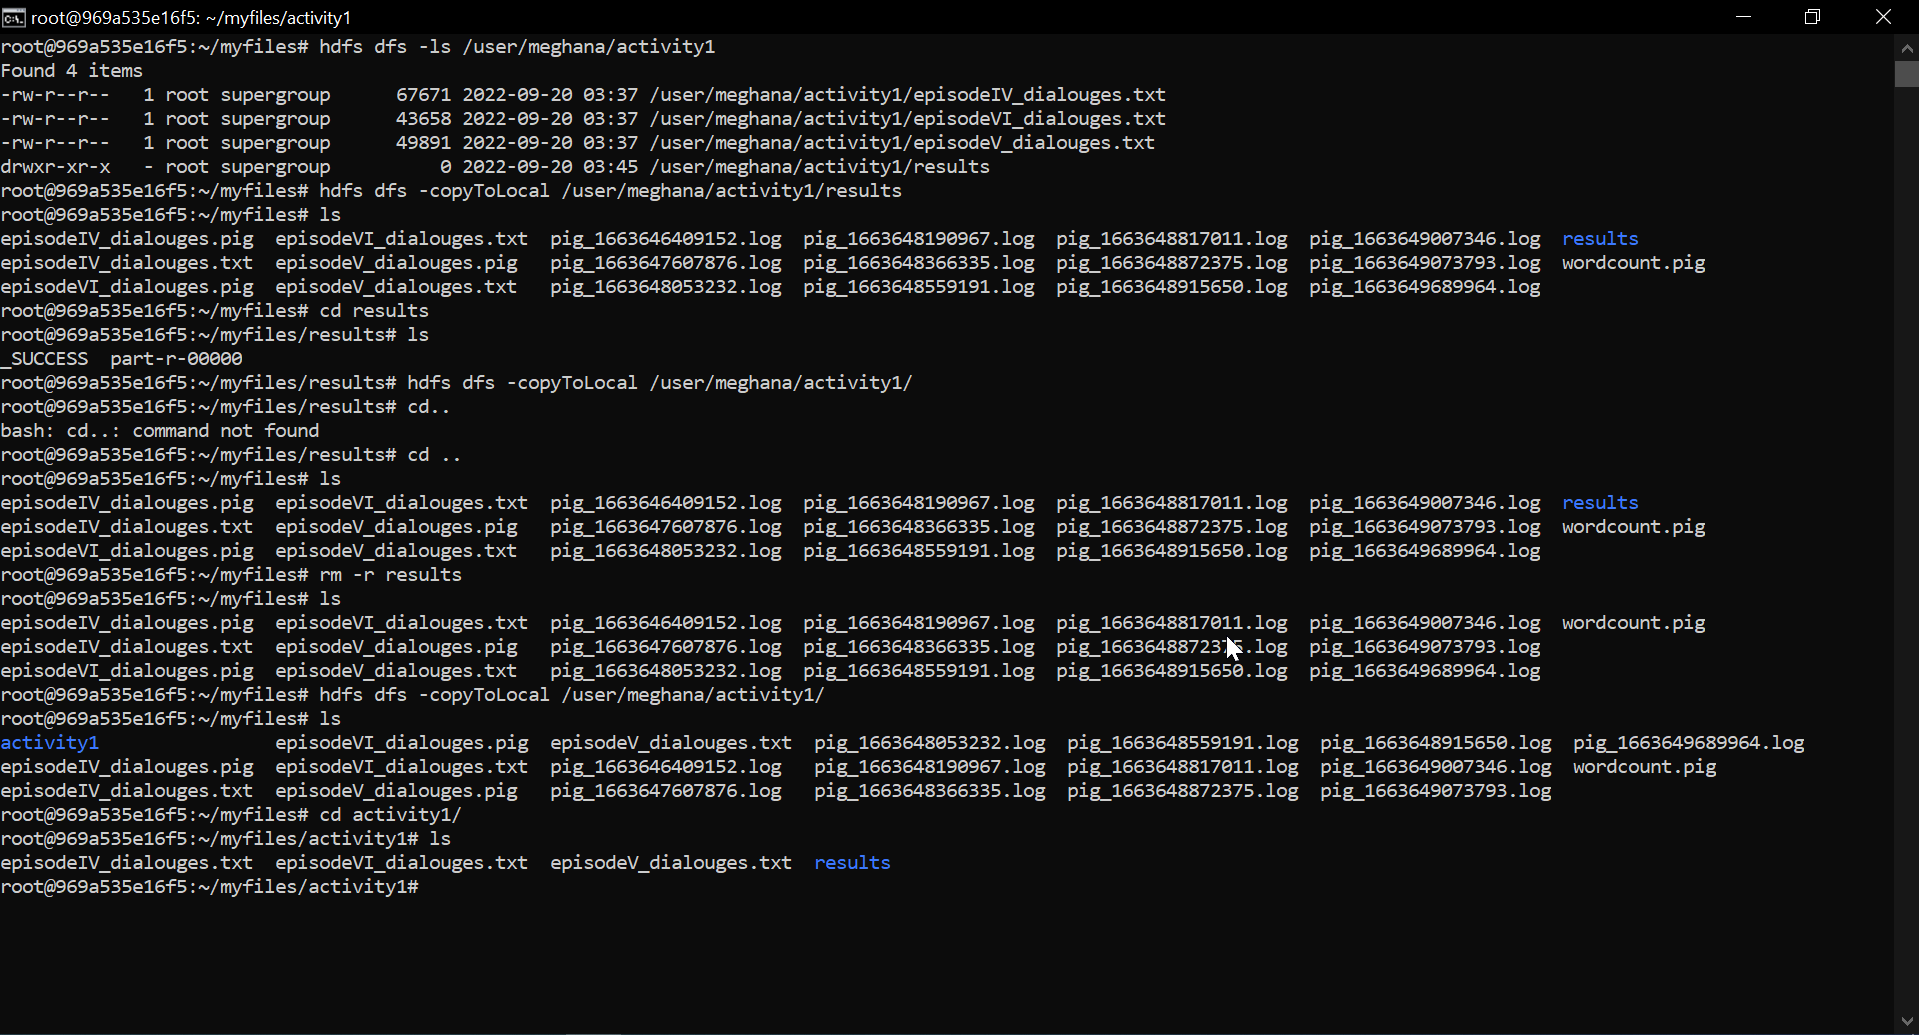 root@969a535e16f5: ~/myfiles/activity1
root@969a535e16f5:~/myfiles# hdfs dfs -ls /user/meghana/activity1
Found 4 items
-rw-r--r--   1 root supergroup      67671 2022-09-20 03:37 /user/meghana/activity1/episodeIV_dialouges.txt
-rw-r--r--   1 root supergroup      43658 2022-09-20 03:37 /user/meghana/activity1/episodeVI_dialouges.txt
-rw-r--r--   1 root supergroup      49891 2022-09-20 03:37 /user/meghana/activity1/episodeV_dialouges.txt
drwxr-xr-x   - root supergroup          0 2022-09-20 03:45 /user/meghana/activity1/results
root@969a535e16f5:~/myfiles# hdfs dfs -copyToLocal /user/meghana/activity1/results
root@969a535e16f5:~/myfiles# ls
episodeIV_dialouges.pig  episodeVI_dialouges.txt  pig_1663646409152.log  pig_1663648190967.log  pig_1663648817011.log  pig_1663649007346.log  results
episodeIV_dialouges.txt  episodeV_dialouges.pig   pig_1663647607876.log  pig_1663648366335.log  pig_1663648872375.log  pig_1663649073793.log  wordcount.pig
episodeVI_dialouges.pig  episodeV_dialouges.txt   pig_1663648053232.log  pig_1663648559191.log  pig_1663648915650.log  pig_1663649689964.log
root@969a535e16f5:~/myfiles# cd results
root@969a535e16f5:~/myfiles/results# ls
_SUCCESS  part-r-00000
root@969a535e16f5:~/myfiles/results# hdfs dfs -copyToLocal /user/meghana/activity1/
root@969a535e16f5:~/myfiles/results# cd..
bash: cd..: command not found
root@969a535e16f5:~/myfiles/results# cd ..
root@969a535e16f5:~/myfiles# ls
episodeIV_dialouges.pig  episodeVI_dialouges.txt  pig_1663646409152.log  pig_1663648190967.log  pig_1663648817011.log  pig_1663649007346.log  results
episodeIV_dialouges.txt  episodeV_dialouges.pig   pig_1663647607876.log  pig_1663648366335.log  pig_1663648872375.log  pig_1663649073793.log  wordcount.pig
episodeVI_dialouges.pig  episodeV_dialouges.txt   pig_1663648053232.log  pig_1663648559191.log  pig_1663648915650.log  pig_1663649689964.log
root@969a535e16f5:~/myfiles# rm -r results
root@969a535e16f5:~/myfiles# ls
episodeIV_dialouges.pig  episodeVI_dialouges.txt  pig_1663646409152.log  pig_1663648190967.log  pig_1663648817011.log  pig_1663649007346.log  wordcount.pig
episodeIV_dialouges.txt  episodeV_dialouges.pig   pig_1663647607876.log  pig_1663648366335.log  pig_1663648872375.log  pig_1663649073793.log
episodeVI_dialouges.pig  episodeV_dialouges.txt   pig_1663648053232.log  pig_1663648559191.log  pig_1663648915650.log  pig_1663649689964.log
root@969a535e16f5:~/myfiles# hdfs dfs -copyToLocal /user/meghana/activity1/
root@969a535e16f5:~/myfiles# ls
activity1                episodeVI_dialouges.pig  episodeV_dialouges.txt  pig_1663648053232.log  pig_1663648559191.log  pig_1663648915650.log  pig_1663649689964.log
episodeIV_dialouges.pig  episodeVI_dialouges.txt  pig_1663646409152.log   pig_1663648190967.log  pig_1663648817011.log  pig_1663649007346.log  wordcount.pig
episodeIV_dialouges.txt  episodeV_dialouges.pig   pig_1663647607876.log   pig_1663648366335.log  pig_1663648872375.log  pig_1663649073793.log
root@969a535e16f5:~/myfiles# cd activity1/
root@969a535e16f5:~/myfiles/activity1# ls
episodeIV_dialouges.txt  episodeVI_dialouges.txt  episodeV_dialouges.txt  results
root@969a535e16f5:~/myfiles/activity1#